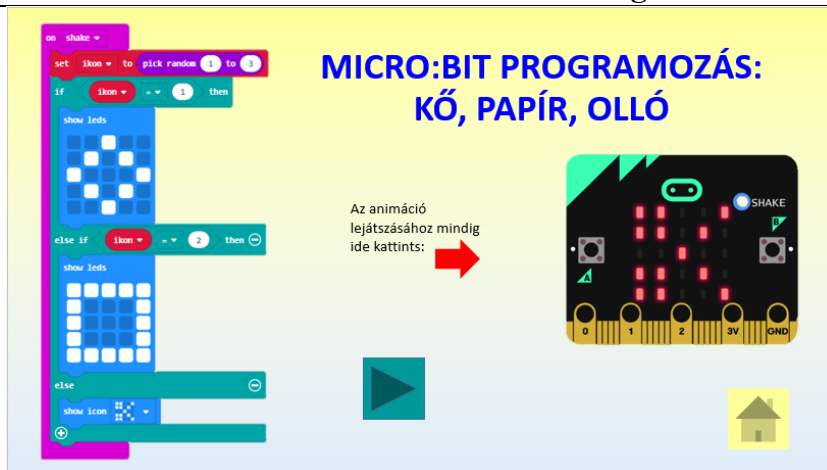 on shake
set ikon to pick random 1 to 3
if ikon = 1 then
show leds
else if ikon = 2 then
show leds
else
show icon
MICRO:BIT PROGRAMOZÁS:
KŐ, PAPÍR, OLLÓ
Az animáció
lejátszásához mindig
ide kattints:
SHAKE
B
A
0 1 2 3V GND